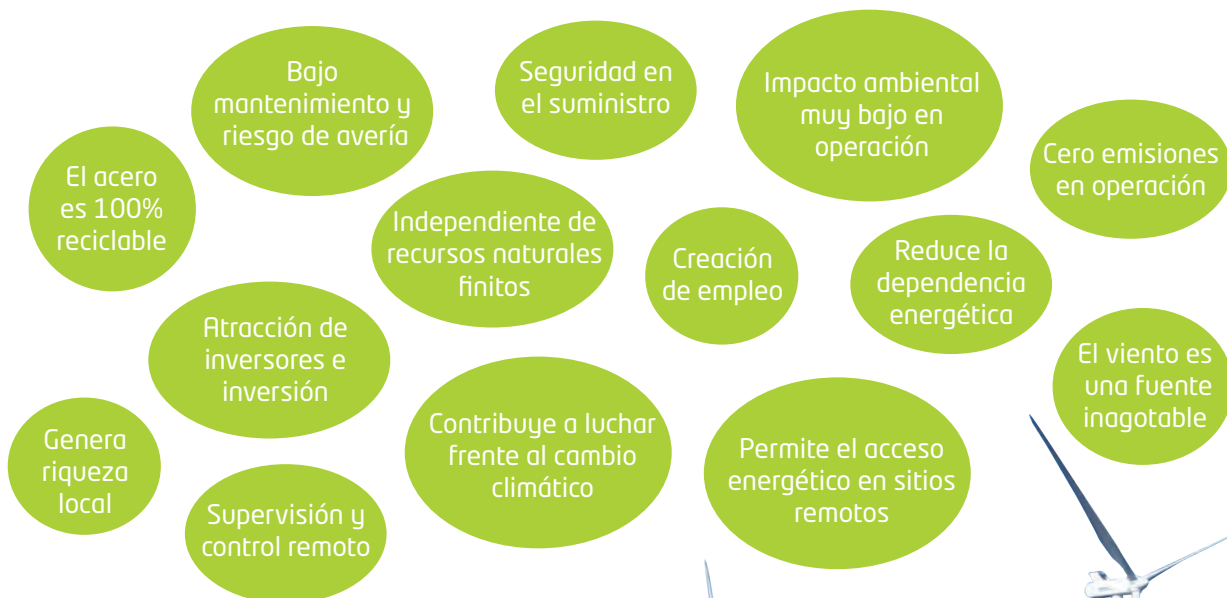 Bajo
mantenimiento y
riesgo de avería
Seguridad en
el suministro
Impacto ambiental
muy bajo en
operación
Cero emisiones
en operación
El acero
es 100%
reciclable
Independiente de
recursos naturales
finitos
Creación
de empleo
Reduce la
dependencia
energética
Atracción de
inversores e
inversión
El viento es
una fuente
inagotable
Genera
riqueza
local
Contribuye a luchar
frente al cambio
climático
Permite el acceso
energético en sitios
remotos
Supervisión y
control remoto